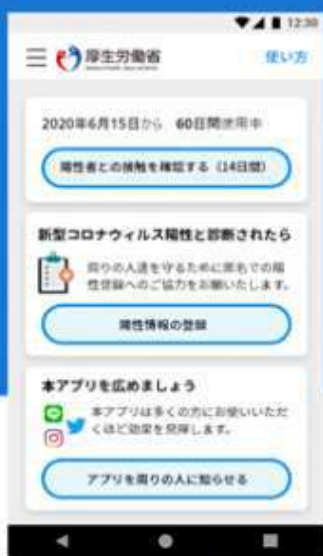 12:30
厚生労働省
使い方
2020年6月15日から 60日間使用中
陽性者との接触を確認する（14日間）
新型コロナウィルス陽性と診断されたら
周りの人達を守るために匿名での陽
性登録へのご協力をお願いいたします。
陽性情報の登録
本アプリを広めましょう
本アプリは多くの方にお使いいただ
くほど効果を発揮します。
アプリを周りの人に知らせる